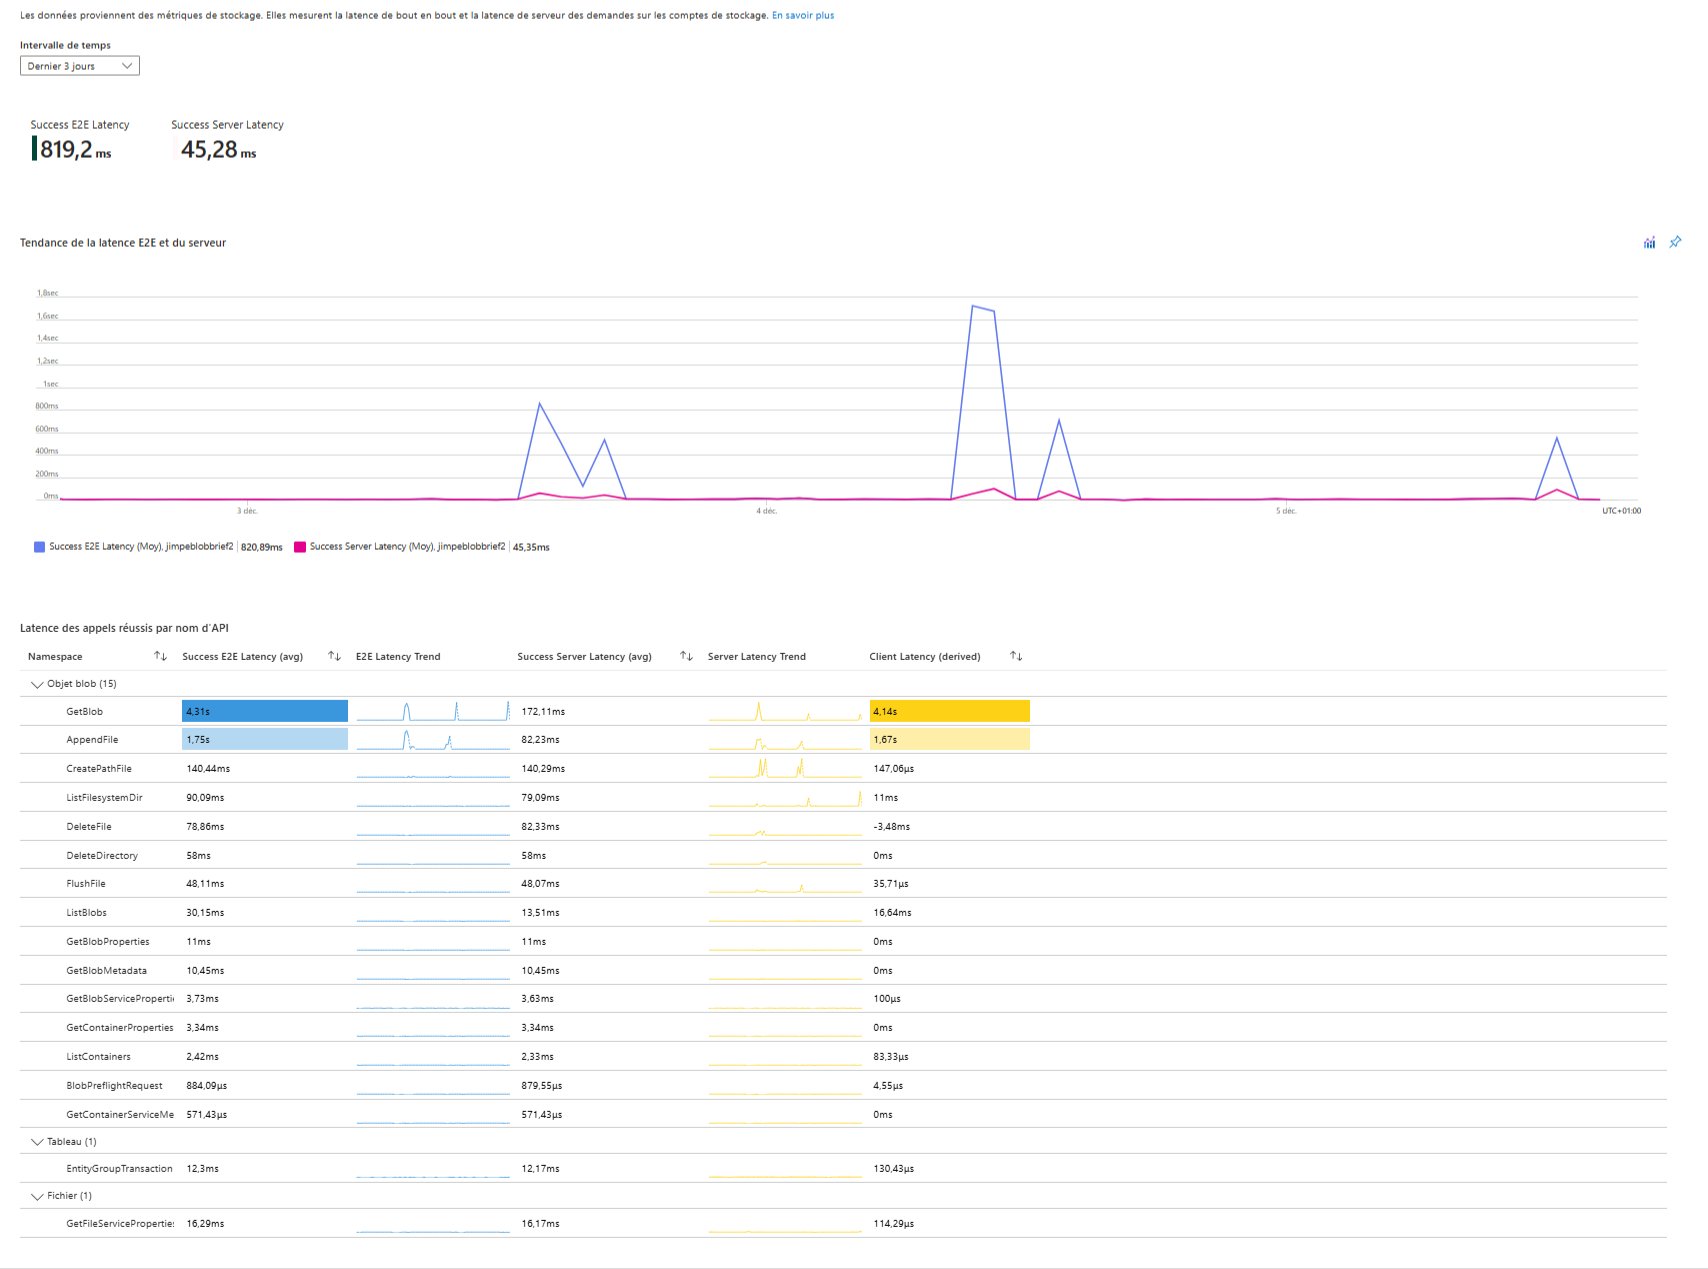 Les données proviennent des métriques de stockage. Elles mesurent la latence de bout en bout et la latence de serveur des demandes sur les comptes de stockage. En savoir plus
Intervalle de temps
Dernier 3 jours
Success E2E Latency
Success Server Latency
819,2 ms
45,28 ms
Tendance de la latence E2E et du serveur
1,8sec
1,6sec
1,4sec
1,2sec
1sec
800ms
600ms
400ms
200ms
0ms
3 déc.
4 déc.
5 déc.
UTC+01:00
Success E2E Latency (Moy), jimpeblobbrief2 820,89ms
Success Server Latency (Moy), jimpeblobbrief2 45,35ms
Latence des appels réussis par nom d'API
Namespace Success E2E Latency (avg) E2E Latency Trend Success Server Latency (avg) Server Latency Trend Client Latency (derived)
Objet blob (15)
GetBlob 4,31s 172,11ms 4,14s
AppendFile 1,75s 82,23ms 1,67s
CreatePathFile 140,44ms 140,29ms 147,06µs
ListFilesystemDir 90,09ms 79,09ms 11ms
DeleteFile 78,86ms 82,33ms -3,48ms
DeleteDirectory 58ms 58ms 0ms
FlushFile 48,11ms 48,07ms 35,71µs
ListBlobs 30,15ms 13,51ms 16,64ms
GetBlobProperties 11ms 11ms 0ms
GetBlobMetadata 10,45ms 10,45ms 0ms
GetBlobServiceProperti 3,73ms 3,63ms 100µs
GetContainerProperties 3,34ms 3,34ms 0ms
ListContainers 2,42ms 2,33ms 83,33µs
BlobPreflightRequest 884,09µs 879,55µs 4,55µs
GetContainerServiceMe 571,43µs 571,43µs 0ms
Tableau (1)
EntityGroupTransaction 12,3ms 12,17ms 130,43µs
Fichier (1)
GetFileServicePropertie 16,29ms 16,17ms 114,29µs